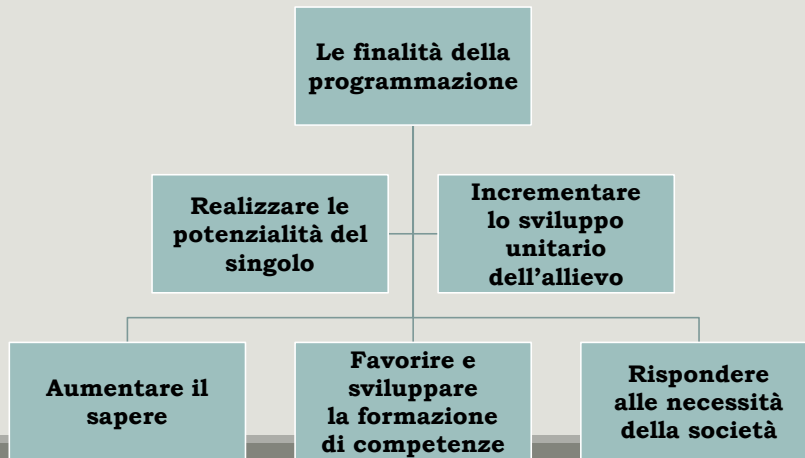 Le finalità della
programmazione
Realizzare le
potenzialità del
singolo
Incrementare
lo sviluppo
unitario
dell’allievo
Aumentare il
sapere
Favorire e
sviluppare
la formazione
di competenze
Rispondere
alle necessità
della società